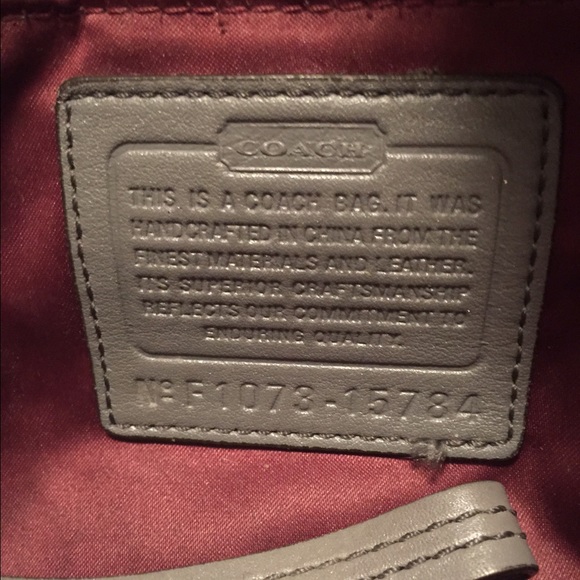 COACH
THIS IS A COACH BAG. IT WAS
HANDCRAFTED IN CHINA FROM THE
FINEST MATERIALS AND LEATHER.
ITS SUPERIOR CRAFTSMANSHIP
REFLECTS OUR COMMITMENT TO
ENDURING QUALITY.
Nº F1073-15784